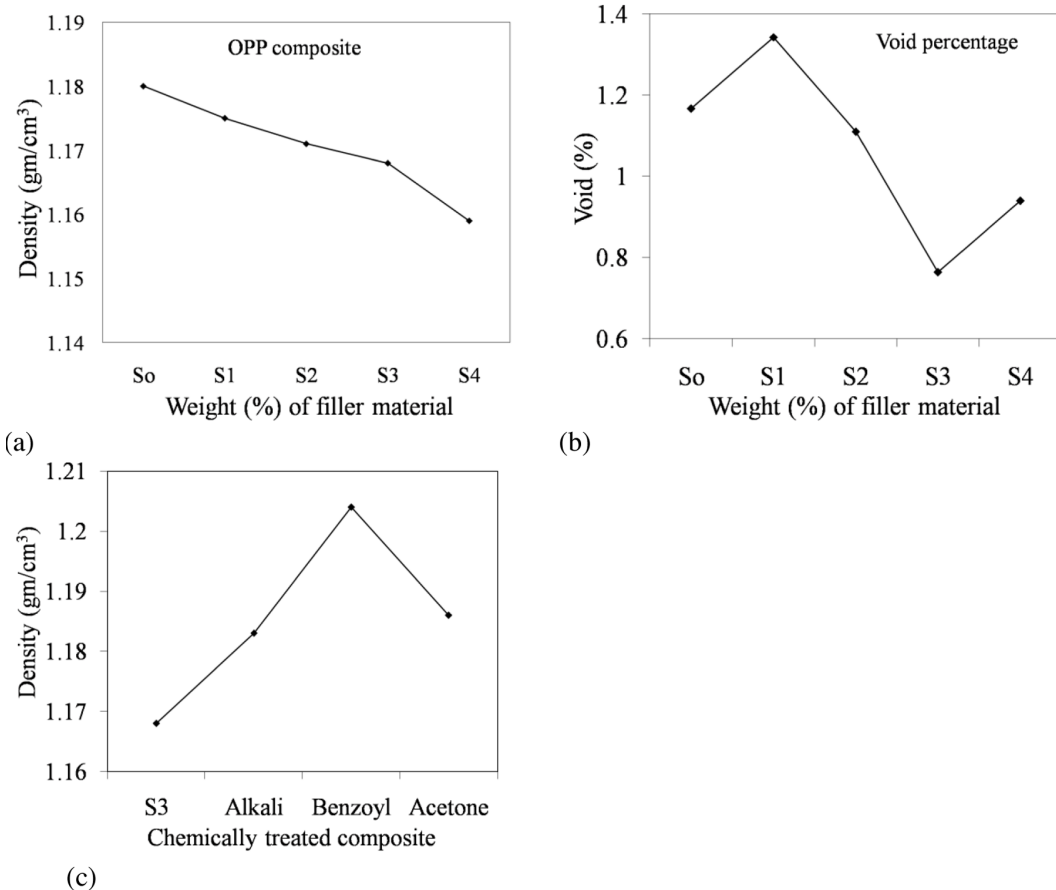 OPP composite
1.19
1.18
1.17
1.16
1.15
1.14
Density (gm/cm³)
So S1 S2 S3 S4
Weight (%) of filler material
(a)
Void percentage
1.4
1.2
1
0.8
0.6
Void (%)
So S1 S2 S3 S4
Weight (%) of filler material
(b)
1.21
1.2
1.19
1.18
1.17
1.16
Density (gm/cm³)
S3 Alkali Benzoyl Acetone
Chemically treated composite
(c)